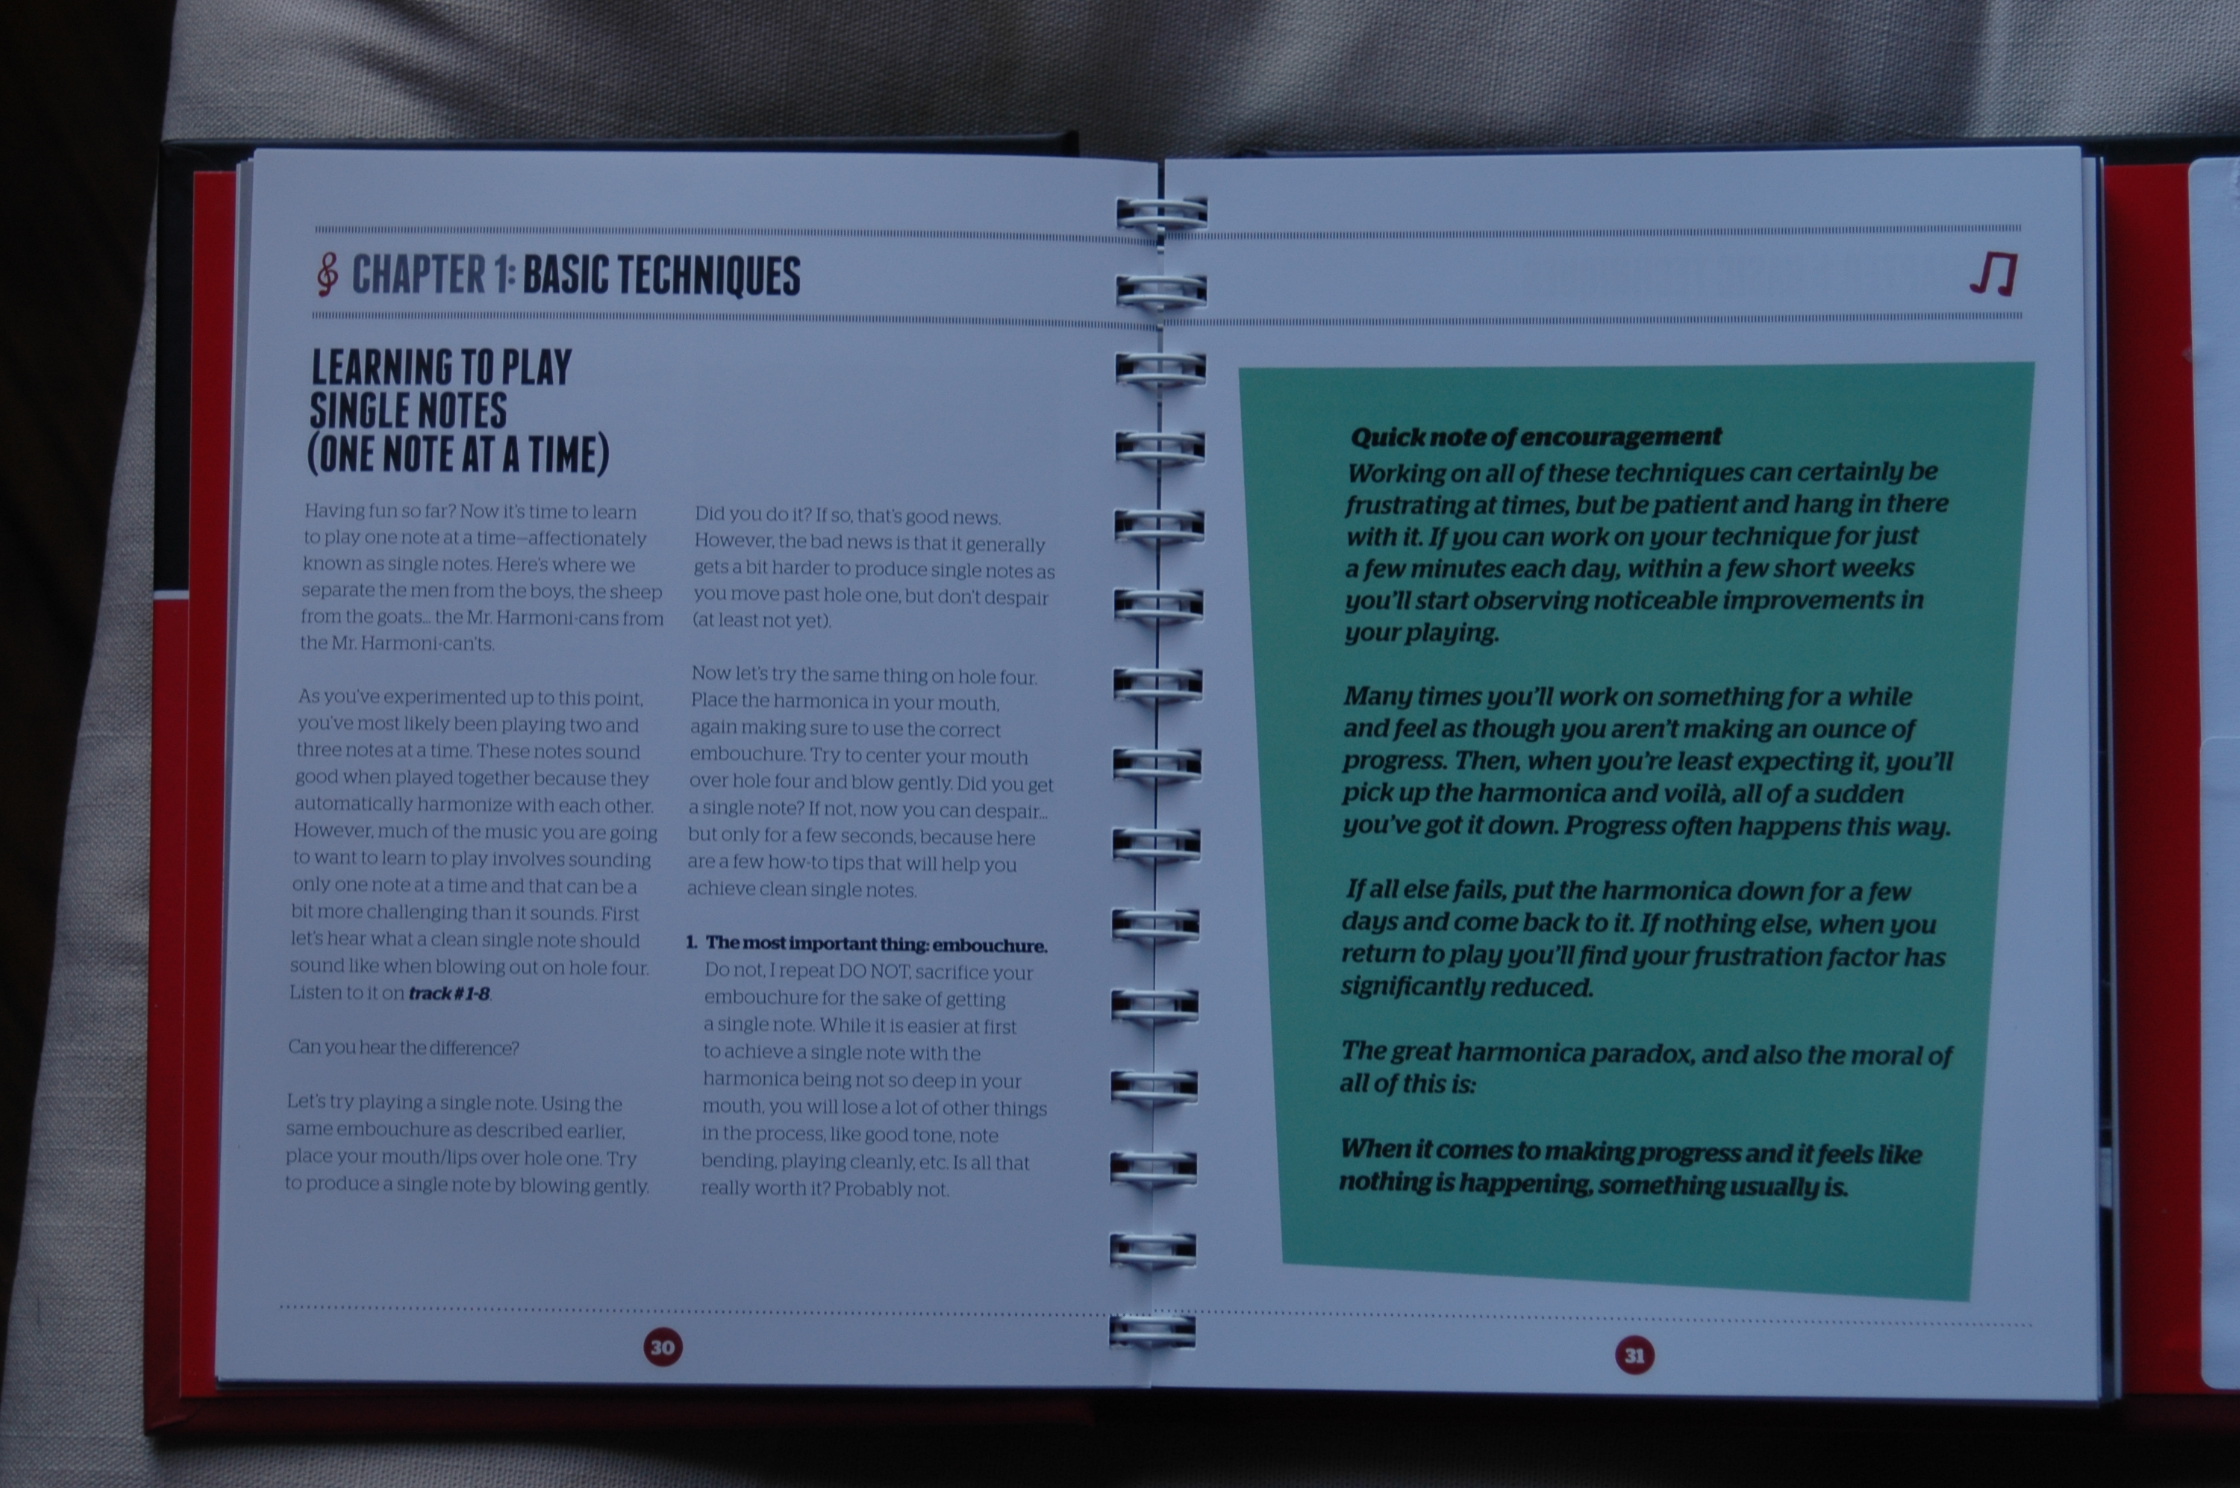 CHAPTER 1: BASIC TECHNIQUES
LEARNING TO PLAY
SINGLE NOTES
(ONE NOTE AT A TIME)
Having fun so far? Now it's time to learn
to play one note at a time—affectionately
known as single notes. Here's where we
separate the men from the boys, the sheep
from the goats... the Mr. Harmoni-cans from
the Mr. Harmoni-can'ts.
As you've experimented up to this point,
you've most likely been playing two and
three notes at a time. These notes sound
good when played together because they
automatically harmonize with each other.
However, much of the music you are going
to want to learn to play involves sounding
only one note at a time and that can be a
bit more challenging than it sounds. First
let's hear what a clean single note should
sound like when blowing out on hole four.
Listen to it on track #1-8.
Can you hear the difference?
Let's try playing a single note. Using the
same embouchure as described earlier,
place your mouth/lips over hole one. Try
to produce a single note by blowing gently.
Did you do it? If so, that's good news.
However, the bad news is that it generally
gets a bit harder to produce single notes as
you move past hole one, but don't despair
(at least not yet).
Now let's try the same thing on hole four.
Place the harmonica in your mouth,
again making sure to use the correct
embouchure. Try to center your mouth
over hole four and blow gently. Did you get
a single note? If not, now you can despair...
but only for a few seconds, because here
are a few how-to tips that will help you
achieve clean single notes.
1. The most important thing: embouchure.
Do not, I repeat DO NOT, sacrifice your
embouchure for the sake of getting
a single note. While it is easier at first
to achieve a single note with the
harmonica being not so deep in your
mouth, you will lose a lot of other things
in the process, like good tone, note
bending, playing cleanly, etc. Is all that
really worth it? Probably not.
30
Quick note of encouragement
Working on all of these techniques can certainly be
frustrating at times, but be patient and hang in there
with it. If you can work on your technique for just
a few minutes each day, within a few short weeks
you'll start observing noticeable improvements in
your playing.
Many times you'll work on something for a while
and feel as though you aren't making an ounce of
progress. Then, when you're least expecting it, you'll
pick up the harmonica and voilà, all of a sudden
you've got it down. Progress often happens this way.
If all else fails, put the harmonica down for a few
days and come back to it. If nothing else, when you
return to play you'll find your frustration factor has
significantly reduced.
The great harmonica paradox, and also the moral of
all of this is:
When it comes to making progress and it feels like
nothing is happening, something usually is.
31